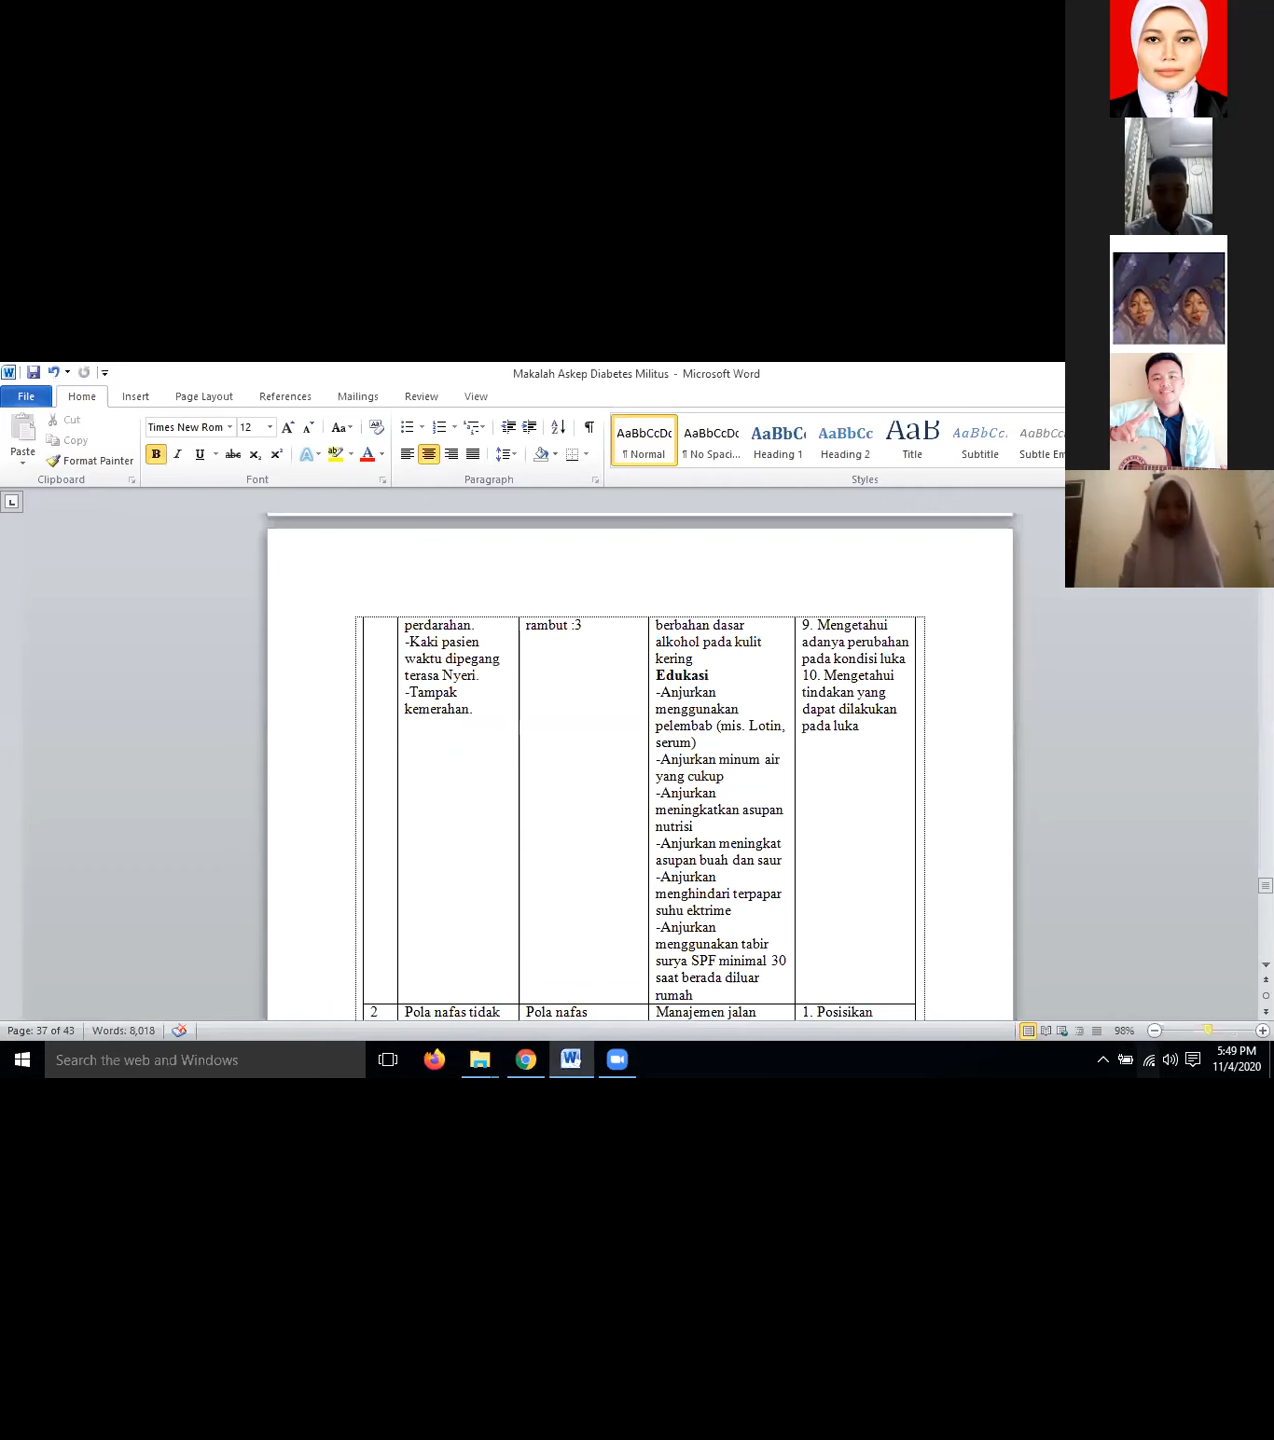 Makalah Askep Diabetes Militus - Microsoft Word
File Home Insert Page Layout References Mailings Review View
Cut
Copy
Paste
Format Painter
Clipboard
Times New Rom 12
Font
Paragraph
AaBbCcDc AaBbCcDc AaBbC AaBbCc AaB AaBbCc. AaBbCc
¶ Normal ¶ No Spaci... Heading 1 Heading 2 Title Subtitle Subtle Em
Styles
perdarahan.
-Kaki pasien
waktu dipegang
terasa Nyeri.
-Tampak
kemerahan.
rambut :3
berbahan dasar
alkohol pada kulit
kering
Edukasi
-Anjurkan
menggunakan
pelembab (mis. Lotin,
serum)
-Anjurkan minum air
yang cukup
-Anjurkan
meningkatkan asupan
nutrisi
-Anjurkan meningkat
asupan buah dan saur
-Anjurkan
menghindari terpapar
suhu ektrime
-Anjurkan
menggunakan tabir
surya SPF minimal 30
saat berada diluar
rumah
9. Mengetahui
adanya perubahan
pada kondisi luka
10. Mengetahui
tindakan yang
dapat dilakukan
pada luka
2 Pola nafas tidak Pola nafas Manajemen jalan 1. Posisikan
Page: 37 of 43 Words: 8,018 98%
Search the web and Windows
5:49 PM
11/4/2020